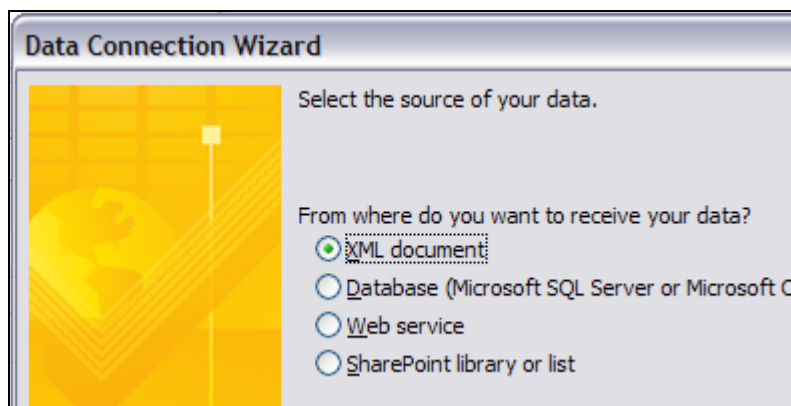 Data Connection Wizard
Select the source of your data.
From where do you want to receive your data?
XML document
Database (Microsoft SQL Server or Microsoft
Web service
SharePoint library or list